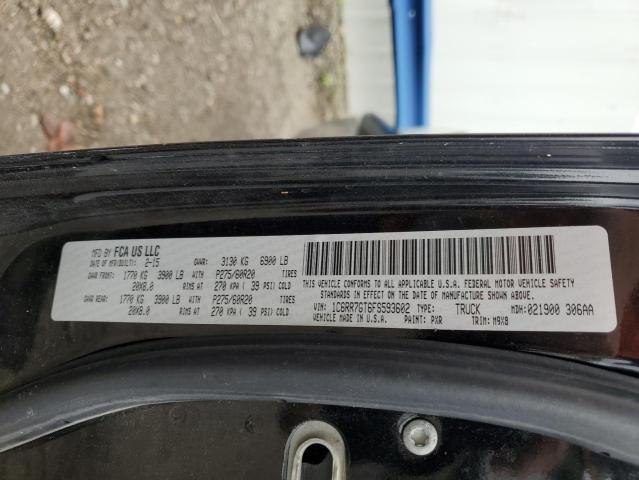 MFD BY FCA US LLC
DATE OF MFR(BUILT): 2-15 GVWR: 3130 KG 6900 LB
GAWR FRONT: 1770 KG 3900 LB WITH P275/60R20 TIRES
20X8.0 RIMS AT 270 KPA ( 39 PSI) COLD
GAWR REAR: 1770 KG 3900 LB WITH P275/60R20 TIRES
20X8.0 RIMS AT 270 KPA ( 39 PSI) COLD
THIS VEHICLE CONFORMS TO ALL APPLICABLE U.S.A. FEDERAL MOTOR VEHICLE SAFETY
STANDARDS IN EFFECT ON THE DATE OF MANUFACTURE SHOWN ABOVE.
VIN: 1C6RR7GT6FS593602 TYPE: TRUCK MDH:021900 306AA
VEHICLE MADE IN U.S.A. PAINT: PXR TRIM: M9X8